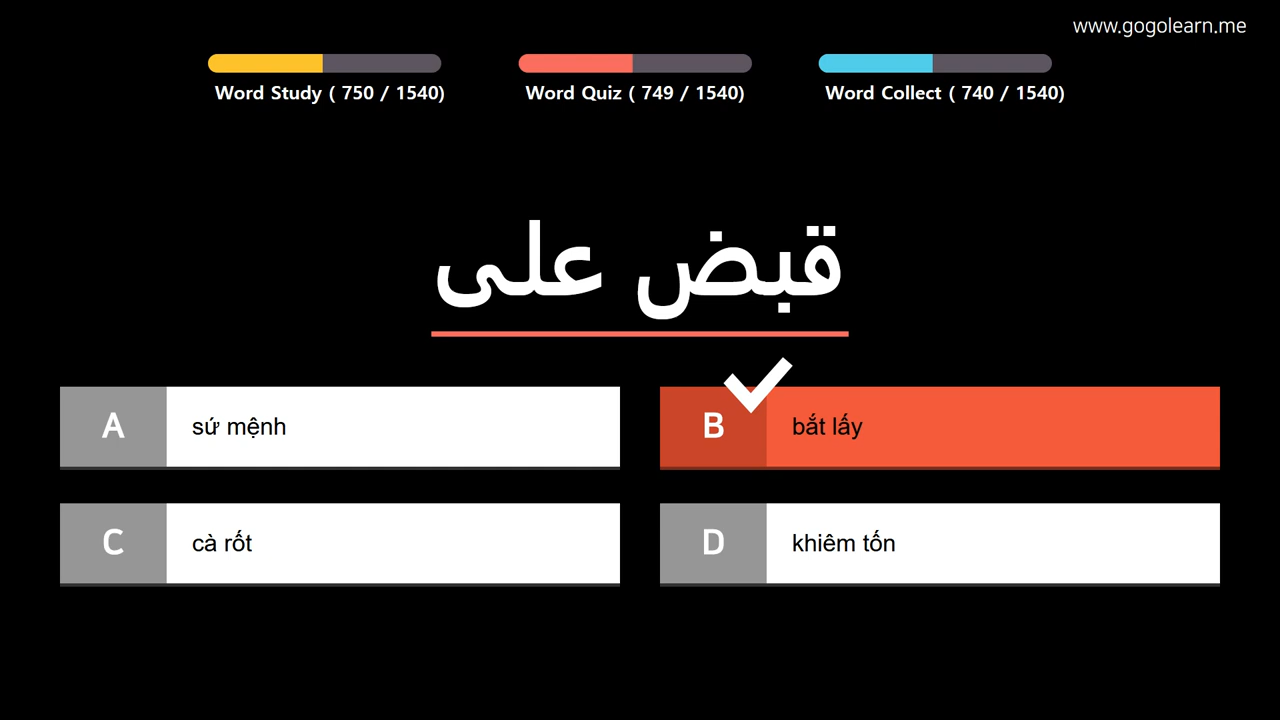 www.gogolearn.me
Word Study ( 750 / 1540)
Word Quiz ( 749 / 1540)
Word Collect ( 740 / 1540)
قبض على
A sứ mệnh
B bắt lấy
C cà rốt
D khiêm tốn